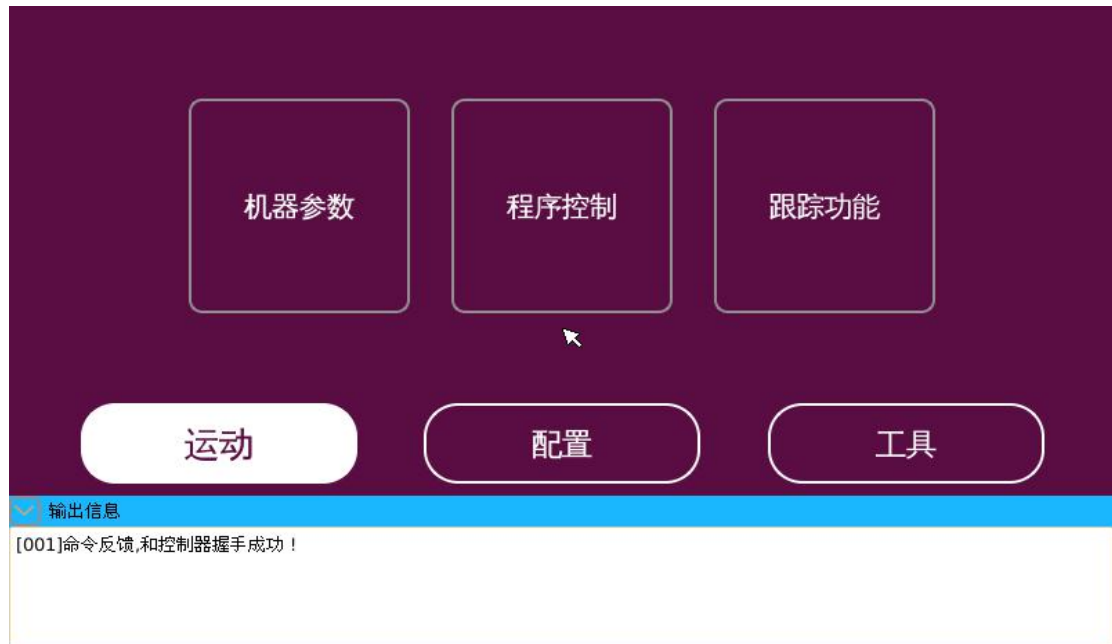 机器参数 程序控制 跟踪功能
运动 配置 工具
输出信息
[001]命令反馈,和控制器握手成功！